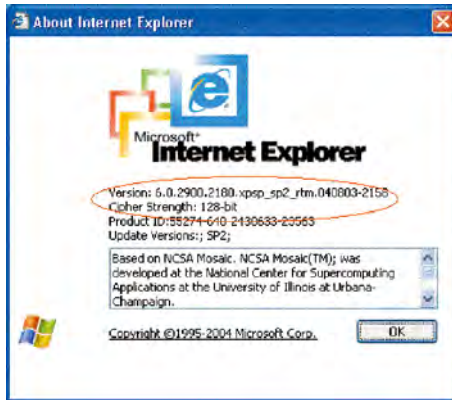 About Internet Explorer
Microsoft
Internet Explorer
Version: 6.0.2900.2180.xpsp_sp2_rtm.040803-2158
Cipher Strength: 128-bit
Product ID:55274-640-2430633-23563
Update Versions:; SP2;
Based on NCSA Mosaic. NCSA Mosaic(TM); was
developed at the National Center for Supercomputing
Applications at the University of Illinois at Urbana-
Champaign.
Copyright ©1995-2004 Microsoft Corp.
OK